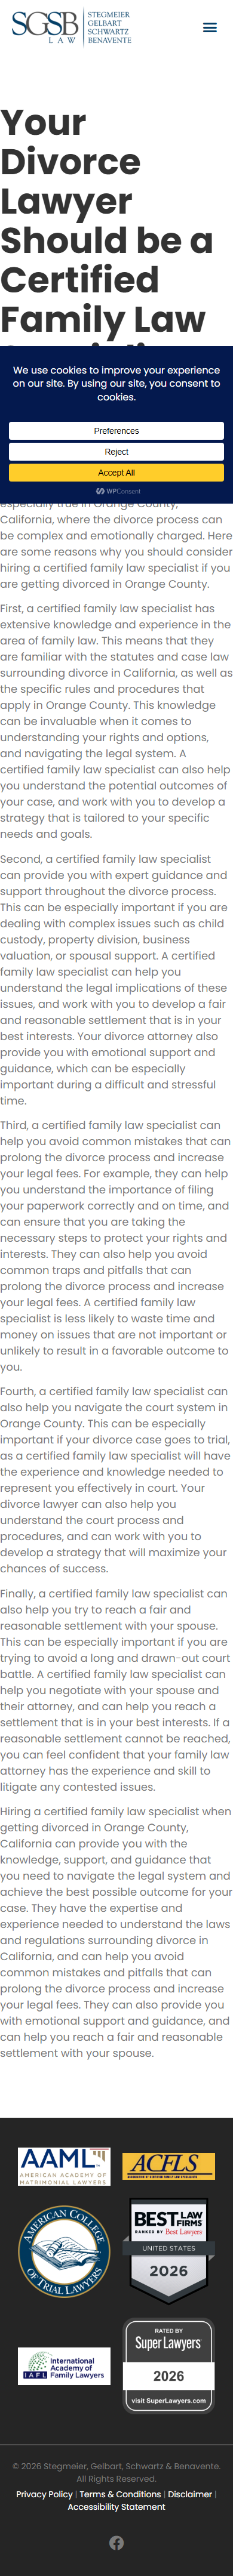 SGSB
LAW
STEGMEIER
GELBART
SCHWARTZ
BENAVENTE
Your
Divorce
Lawyer
Should be a
Certified
Family Law
We use cookies to improve your experience
on our site. By using our site, you consent to
cookies.
Preferences
Reject
Accept All
WPConsent
especially true in Orange County,
California, where the divorce process can
be complex and emotionally charged. Here
are some reasons why you should consider
hiring a certified family law specialist if you
are getting divorced in Orange County.
First, a certified family law specialist has
extensive knowledge and experience in the
area of family law. This means that they
are familiar with the statutes and case law
surrounding divorce in California, as well as
the specific rules and procedures that
apply in Orange County. This knowledge
can be invaluable when it comes to
understanding your rights and options,
and navigating the legal system. A
certified family law specialist can also help
you understand the potential outcomes of
your case, and work with you to develop a
strategy that is tailored to your specific
needs and goals.
Second, a certified family law specialist
can provide you with expert guidance and
support throughout the divorce process.
This can be especially important if you are
dealing with complex issues such as child
custody, property division, business
valuation, or spousal support. A certified
family law specialist can help you
understand the legal implications of these
issues, and work with you to develop a fair
and reasonable settlement that is in your
best interests. Your divorce attorney also
provide you with emotional support and
guidance, which can be especially
important during a difficult and stressful
time.
Third, a certified family law specialist can
help you avoid common mistakes that can
prolong the divorce process and increase
your legal fees. For example, they can help
you understand the importance of filing
your paperwork correctly and on time, and
can ensure that you are taking the
necessary steps to protect your rights and
interests. They can also help you avoid
common traps and pitfalls that can
prolong the divorce process and increase
your legal fees. A certified family law
specialist is less likely to waste time and
money on issues that are not important or
unlikely to result in a favorable outcome to
you.
Fourth, a certified family law specialist can
also help you navigate the court system in
Orange County. This can be especially
important if your divorce case goes to trial,
as a certified family law specialist will have
the experience and knowledge needed to
represent you effectively in court. Your
divorce lawyer can also help you
understand the court process and
procedures, and can work with you to
develop a strategy that will maximize your
chances of success.
Finally, a certified family law specialist can
also help you try to reach a fair and
reasonable settlement with your spouse.
This can be especially important if you are
trying to avoid a long and drawn-out court
battle. A certified family law specialist can
help you negotiate with your spouse and
their attorney, and can help you reach a
settlement that is in your best interests. If a
reasonable settlement cannot be reached,
you can feel confident that your family law
attorney has the experience and skill to
litigate any contested issues.
Hiring a certified family law specialist when
getting divorced in Orange County,
California can provide you with the
knowledge, support, and guidance that
you need to navigate the legal system and
achieve the best possible outcome for your
case. They have the expertise and
experience needed to understand the laws
and regulations surrounding divorce in
California, and can help you avoid
common mistakes and pitfalls that can
prolong the divorce process and increase
your legal fees. They can also provide you
with emotional support and guidance, and
can help you reach a fair and reasonable
settlement with your spouse.
AAML
AMERICAN ACADEMY OF
MATRIMONIAL LAWYERS
ACFLS
AMERICAN COLLEGE
OF TRIAL LAWYERS
BEST LAW
FIRMS
RANKED BY Best Lawyers
UNITED STATES
2026
IAFL
International
Academy of
Family Lawyers
RATED BY
Super Lawyers
2026
visit SuperLawyers.com
© 2026 Stegmeier, Gelbart, Schwartz & Benavente.
All Rights Reserved.
Privacy Policy | Terms & Conditions | Disclaimer |
Accessibility Statement